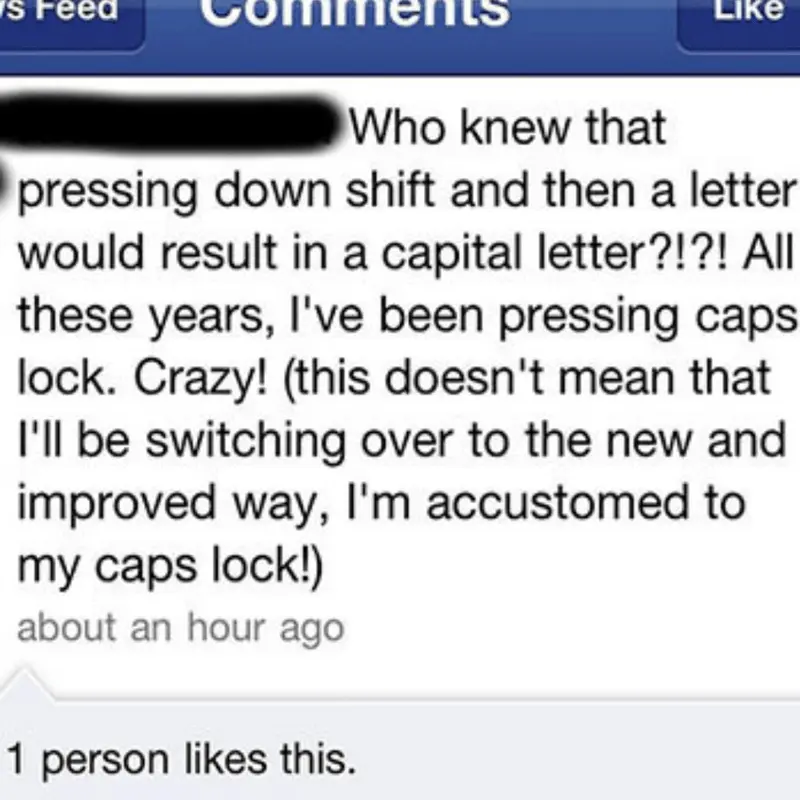 s Feed Comments Like
Who knew that
pressing down shift and then a letter
would result in a capital letter?!?! All
these years, I've been pressing caps
lock. Crazy! (this doesn't mean that
I'll be switching over to the new and
improved way, I'm accustomed to
my caps lock!)
about an hour ago
1 person likes this.